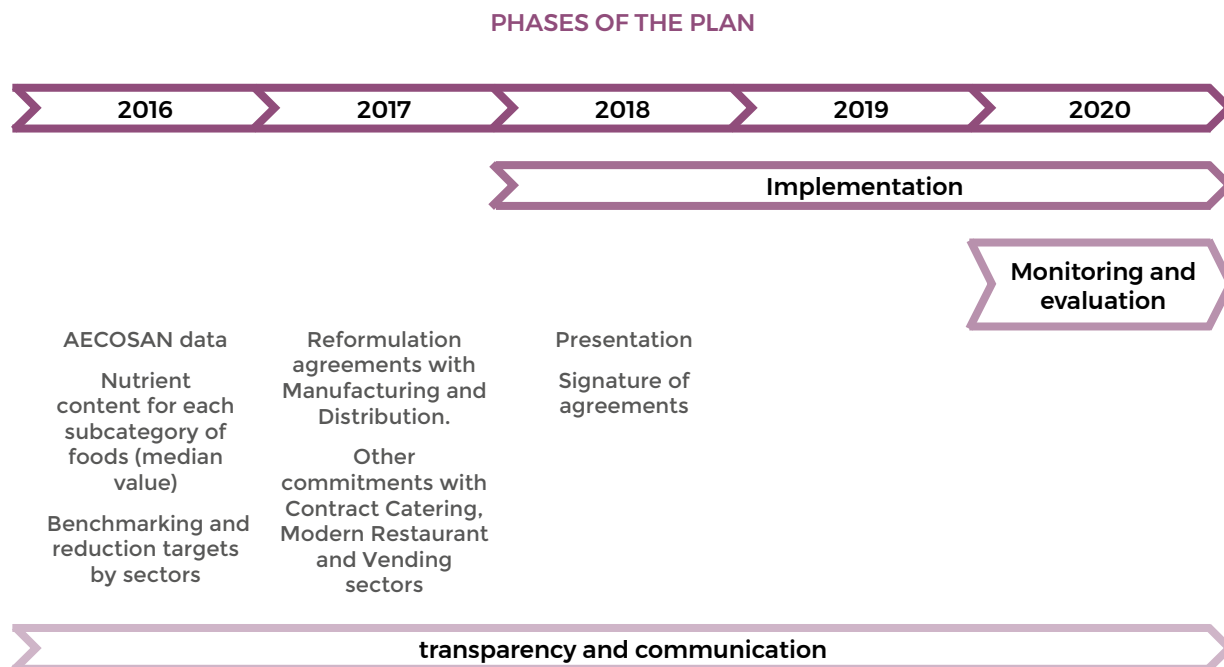 PHASES OF THE PLAN
2016
2017
2018
2019
2020
Implementation
Monitoring and
evaluation
AECOSAN data
Nutrient
content for each
subcategory of
foods (median
value)
Benchmarking and
reduction targets
by sectors
Reformulation
agreements with
Manufacturing and
Distribution.
Other
commitments with
Contract Catering,
Modern Restaurant
and Vending
sectors
Presentation
Signature of
agreements
transparency and communication